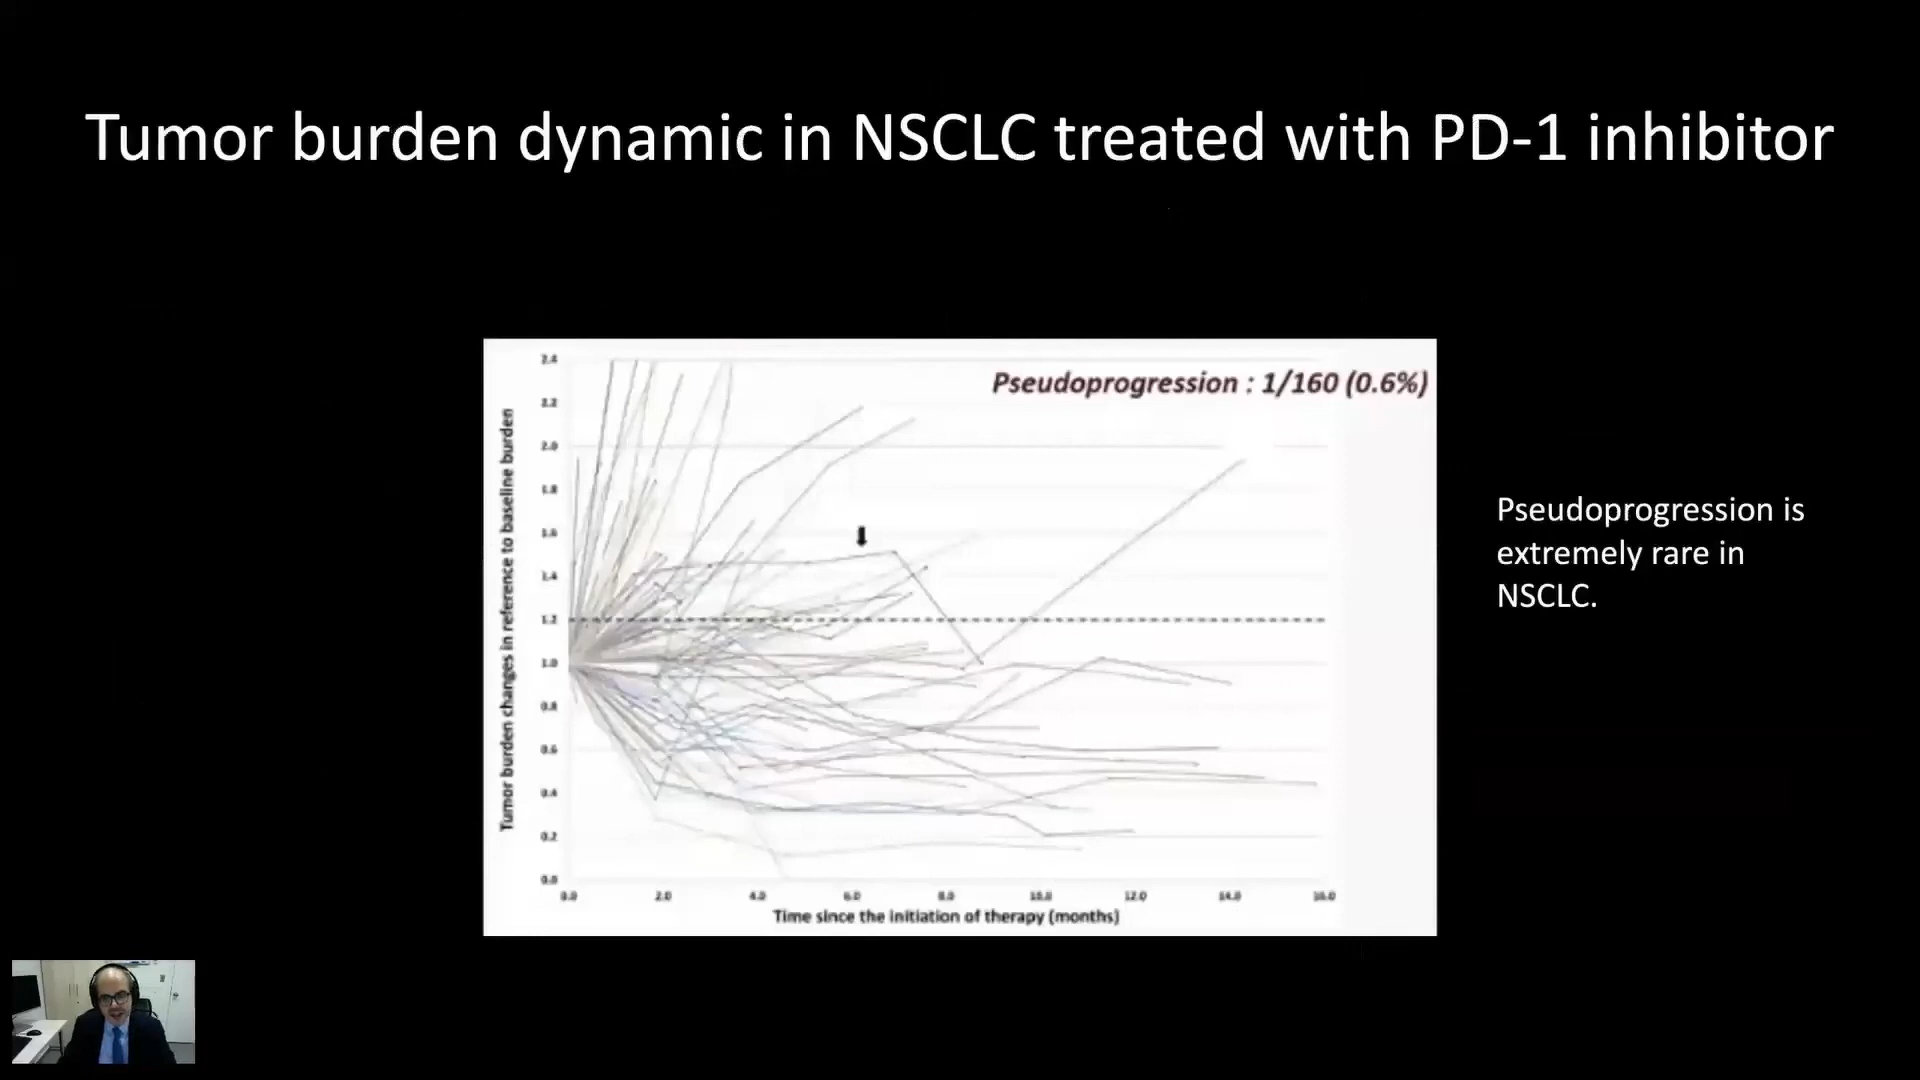 Tumor burden dynamic in NSCLC treated with PD-1 inhibitor
Pseudoprogression : 1/160 (0.6%)
Tumor burden changes in reference to baseline burden
2.4
2.2
2.0
1.8
1.6
1.4
1.2
1.0
0.8
0.6
0.4
0.2
0.0
0.0 2.0 4.0 6.0 8.0 10.0 12.0 14.0 16.0
Time since the initiation of therapy (months)
Pseudoprogression is
extremely rare in
NSCLC.